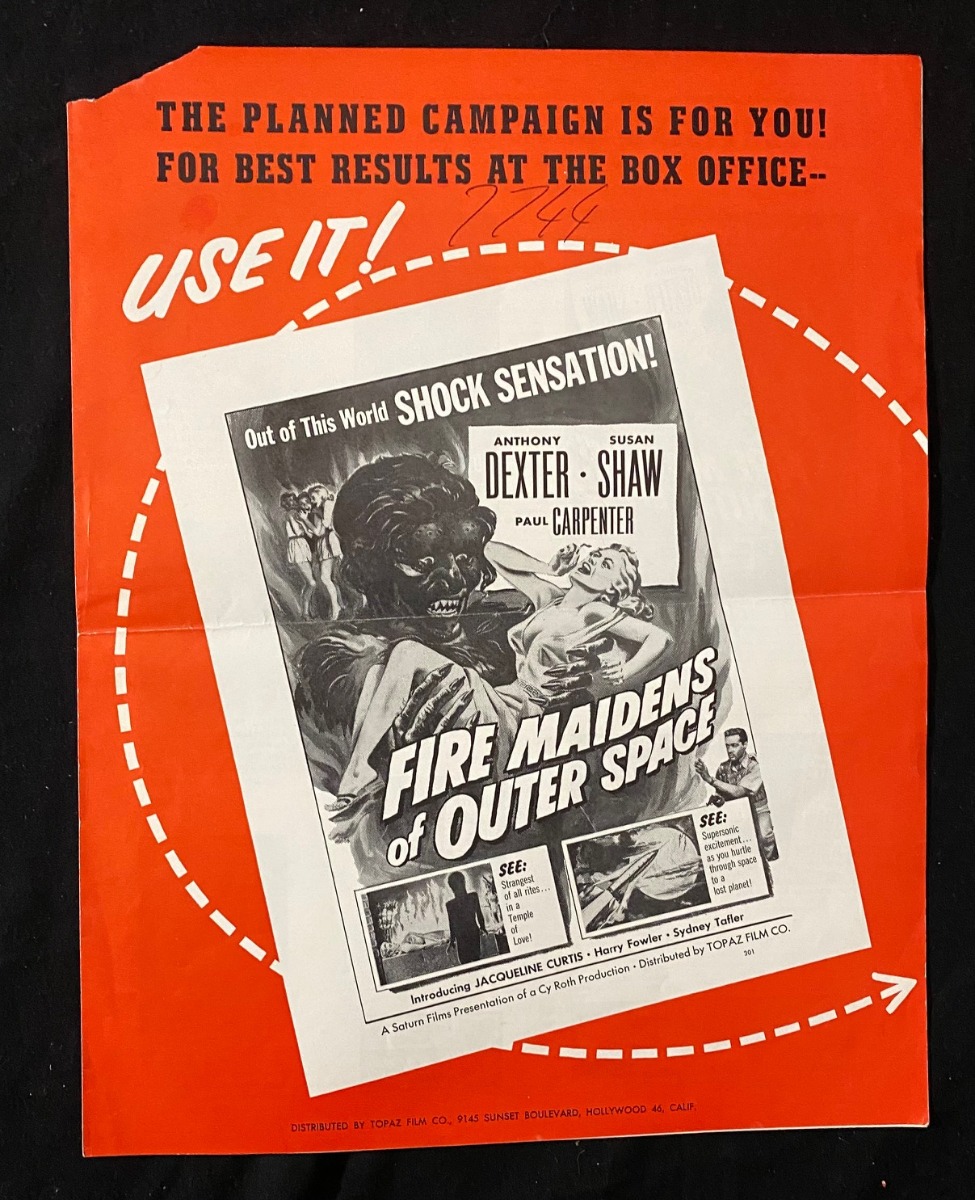 THE PLANNED CAMPAIGN IS FOR YOU!
FOR BEST RESULTS AT THE BOX OFFICE--
7744
USE IT!
Out of This World SHOCK SENSATION!
ANTHONY SUSAN
DEXTER · SHAW
PAUL CARPENTER
FIRE MAIDENS
of OUTER SPACE
SEE:
Strangest
of all rites...
in a
Temple
of
Love!
SEE:
Supersonic
excitement...
as you hurtle
through space
to a
lost planet!
Introducing JACQUELINE CURTIS · Harry Fowler · Sydney Tafler
A Saturn Films Presentation of a Cy Roth Production · Distributed by TOPAZ FILM CO.
301
DISTRIBUTED BY TOPAZ FILM CO., 9145 SUNSET BOULEVARD, HOLLYWOOD 46, CALIF.